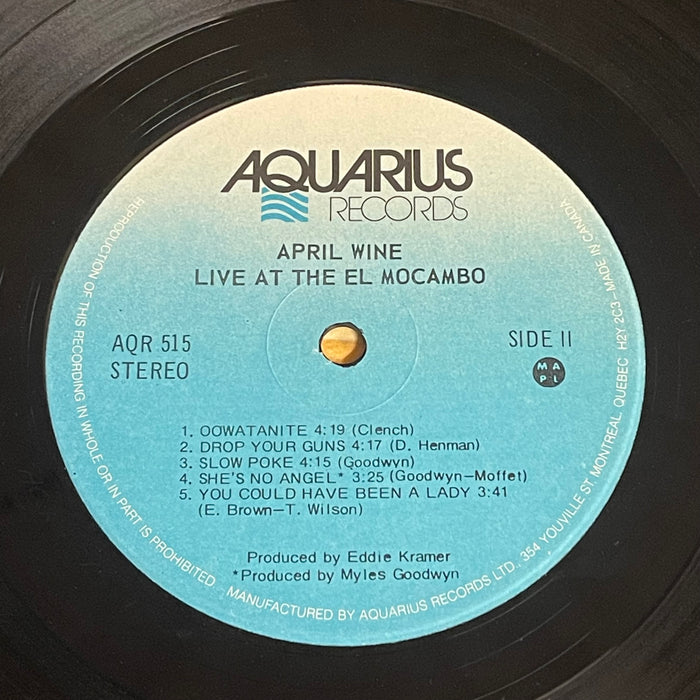 AQUARIUS
RECORDS
APRIL WINE
LIVE AT THE EL MOCAMBO
AQR 515
STEREO
SIDE II
M A
P L
1. OOWATANITE 4:19 (Clench)
2. DROP YOUR GUNS 4:17 (D. Henman)
3. SLOW POKE 4:15 (Goodwyn)
4. SHE'S NO ANGEL* 3:25 (Goodwyn-Moffet)
5. YOU COULD HAVE BEEN A LADY 3:41
(E. Brown-T. Wilson)
Produced by Eddie Kramer
*Produced by Myles Goodwyn
REPRODUCTION OF THIS RECORDING IN WHOLE OR IN PART IS PROHIBITED
MANUFACTURED BY AQUARIUS RECORDS LTD., 354 YOUVILLE ST MONTREAL QUEBEC H2Y 2C3 - MADE IN CANADA